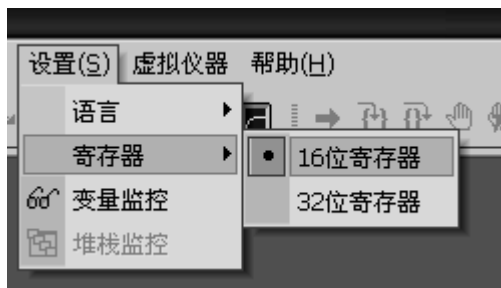 设置(S) 虚拟仪器 帮助(H)
语言
寄存器
16位寄存器
变量监控
32位寄存器
堆栈监控